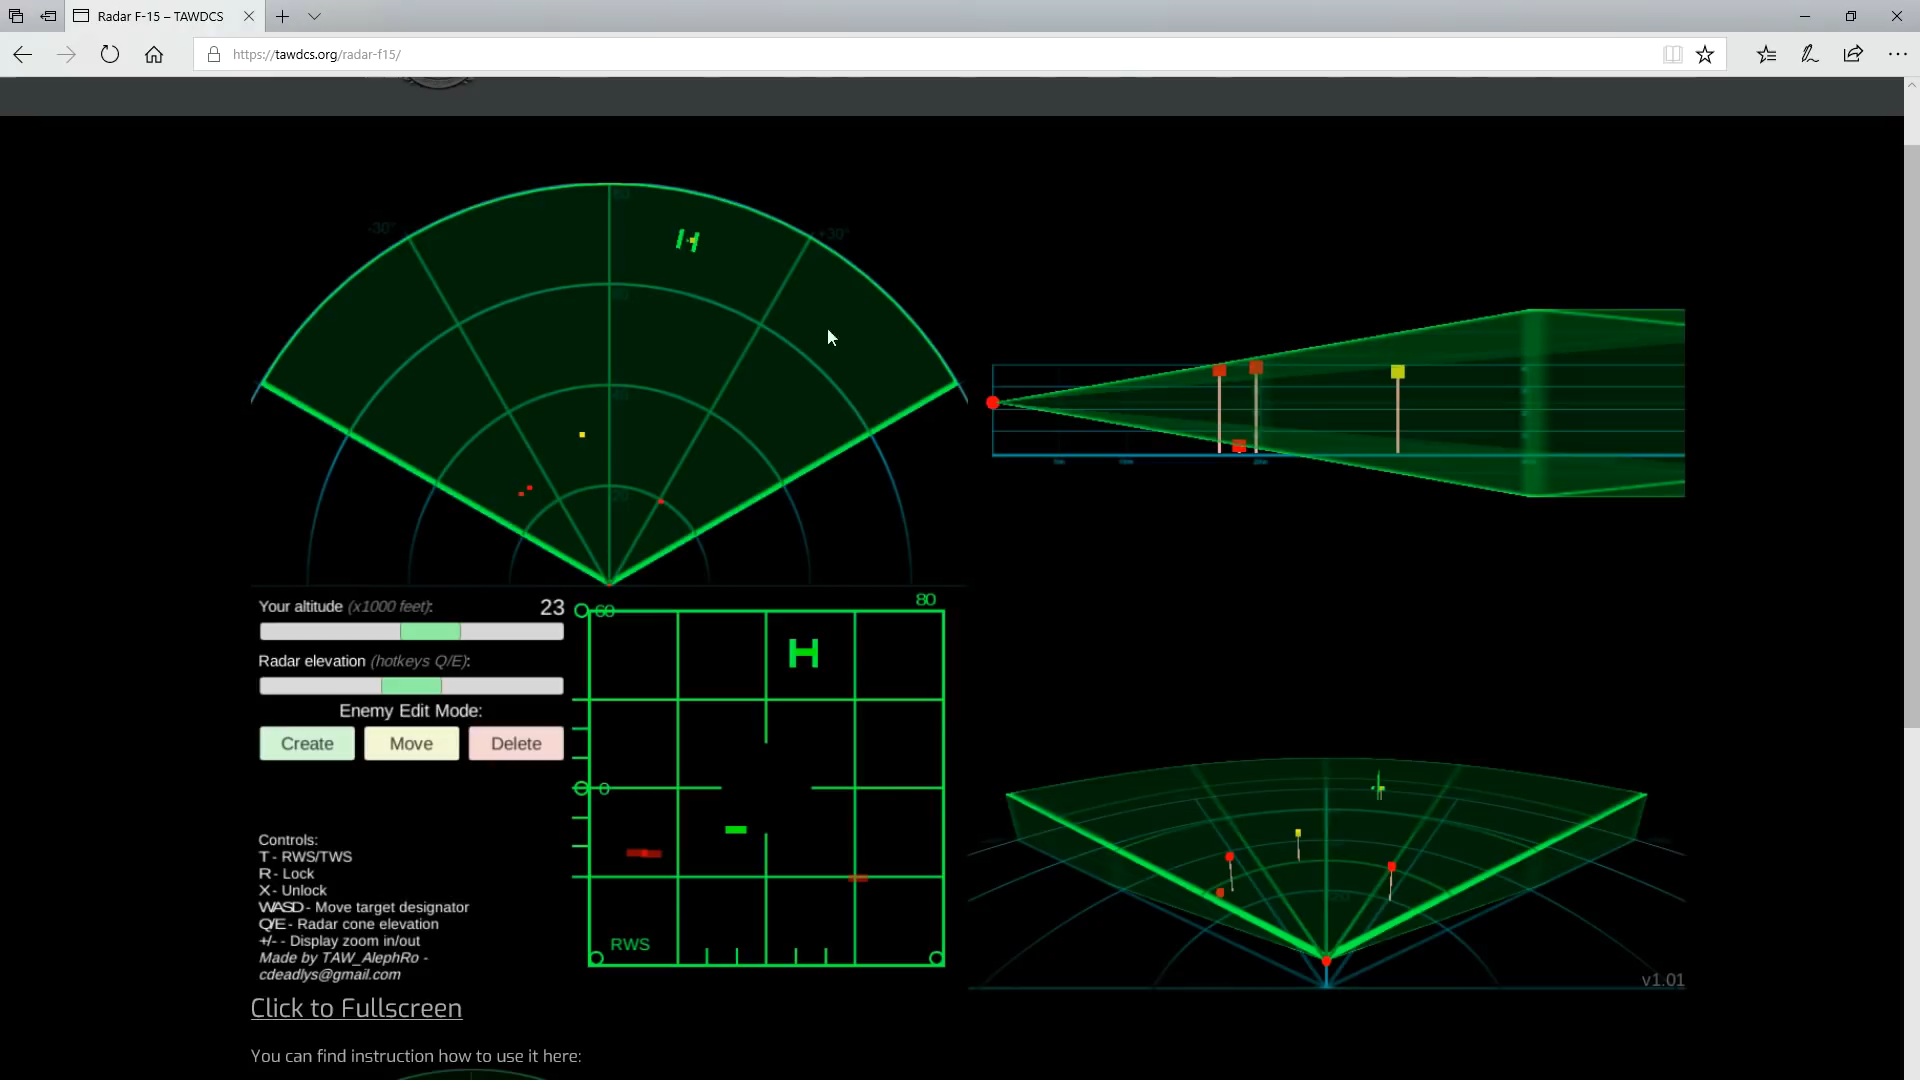 Radar F-15 – TAWDCS
https://tawdcs.org/radar-f15/
-30°
+30°
Your altitude (x1000 feet):
23
60
80
Radar elevation (hotkeys Q/E):
Enemy Edit Mode:
Create
Move
Delete
0
Controls:
T - RWS/TWS
R - Lock
X - Unlock
WASD - Move target designator
Q/E - Radar cone elevation
+/- - Display zoom in/out
Made by TAW_AlephRo -
cdeadlys@gmail.com
RWS
v1.01
Click to Fullscreen
You can find instruction how to use it here: